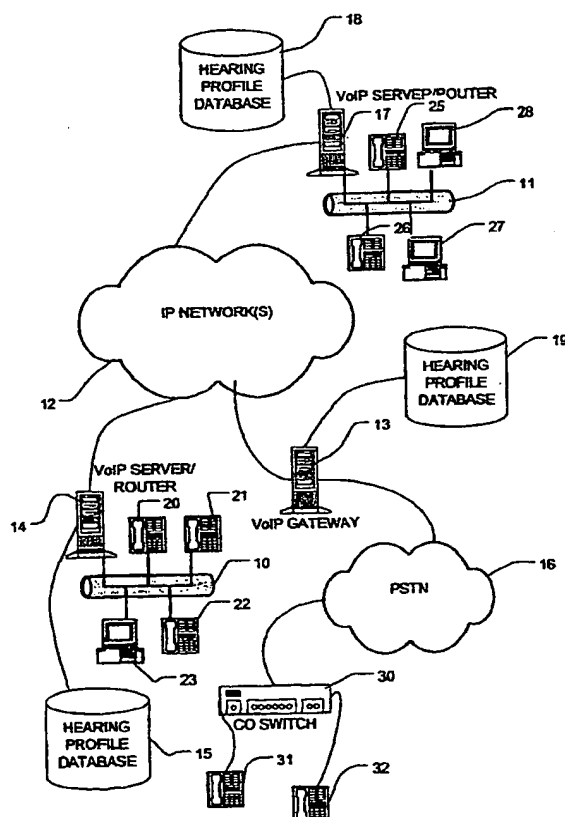 18
HEARING
PROFILE
DATABASE
VoIP SERVER/ROUTER
17
25
28
11
26
27
IP NETWORK(S)
12
19
HEARING
PROFILE
DATABASE
13
VoIP GATEWAY
VoIP SERVER/
ROUTER
14
20
21
10
22
23
PSTN
16
30
CO SWITCH
HEARING
PROFILE
DATABASE
15
31
32